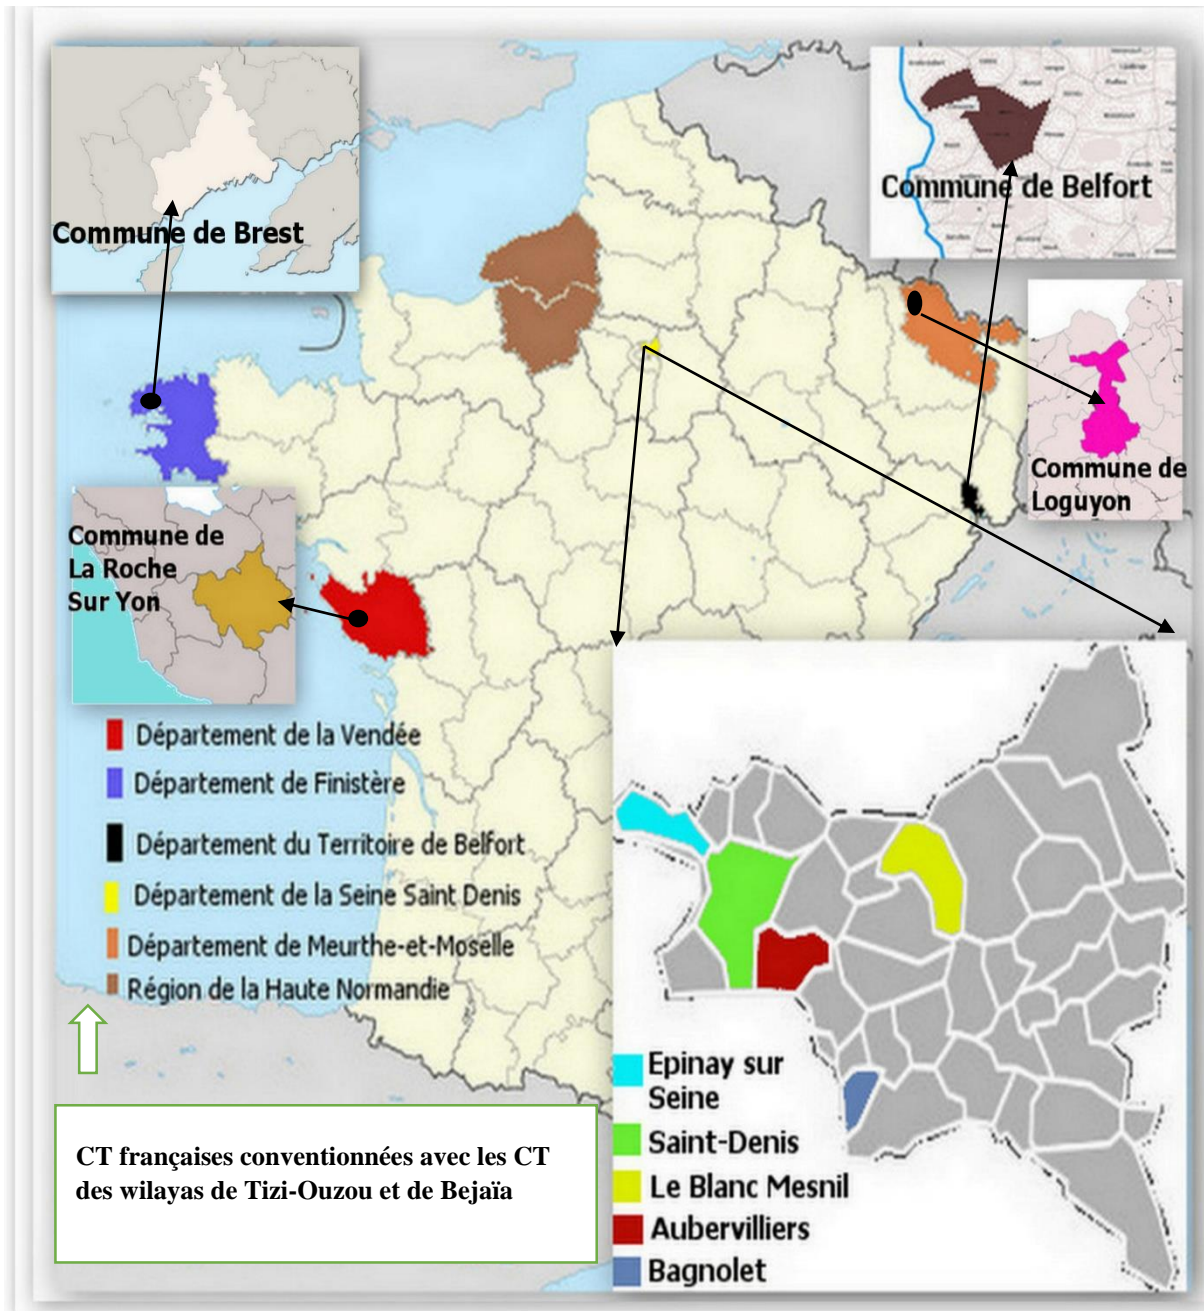 Commune de Brest
Commune de Belfort
Commune de
Loguyon
Commune de
La Roche
Sur Yon
Département de la Vendée
Département de Finistère
Département du Territoire de Belfort
Département de la Seine Saint Denis
Département de Meurthe-et-Moselle
Région de la Haute Normandie
CT françaises conventionnées avec les CT
des wilayas de Tizi-Ouzou et de Bejaïa
Epinay sur
Seine
Saint-Denis
Le Blanc Mesnil
Aubervilliers
Bagnolet